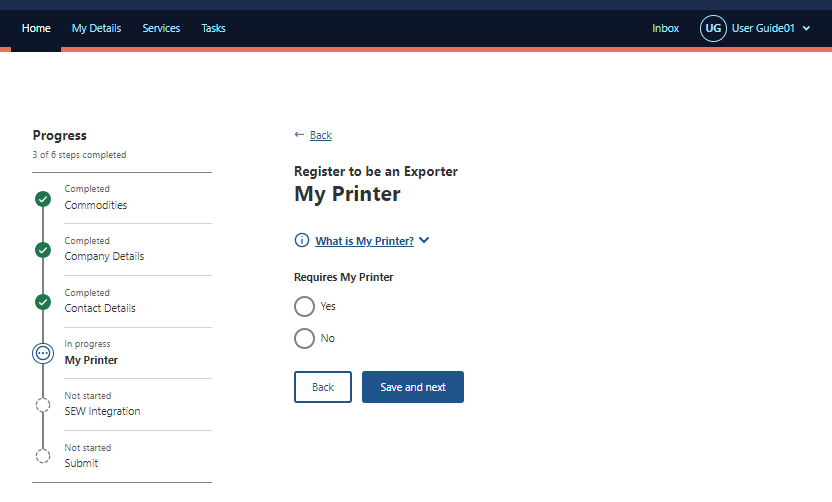 Home My Details Services Tasks Inbox UG User Guide01
Progress
3 of 6 steps completed
Completed
Commodities
Completed
Company Details
Completed
Contact Details
In progress
My Printer
Not started
SEW Integration
Not started
Submit
← Back
Register to be an Exporter
My Printer
What is My Printer?
Requires My Printer
Yes
No
Back Save and next